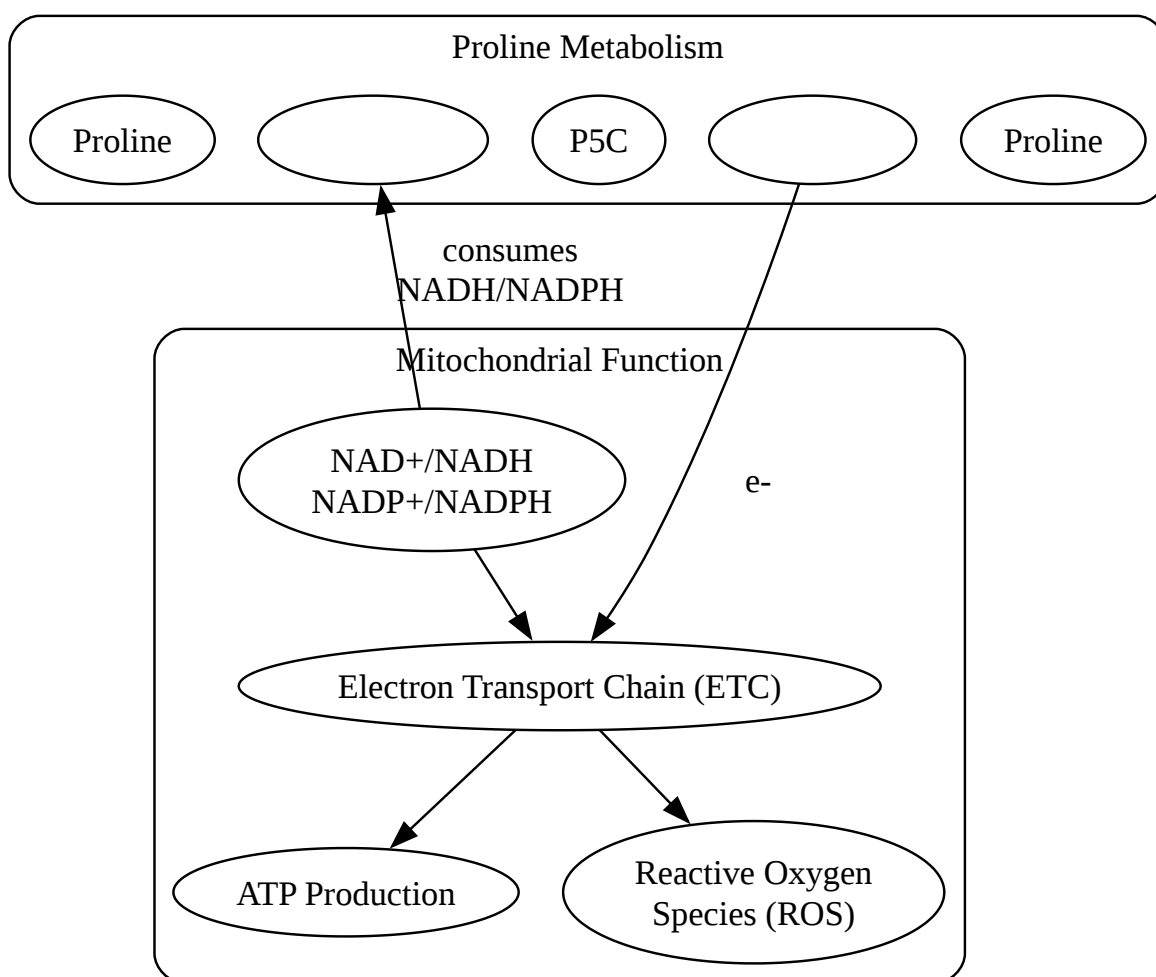 Proline Metabolism
Proline
P5C
Proline
consumes
NADH/NADPH
Mitochondrial Function
NAD+/NADH
NADP+/NADPH
e-
Electron Transport Chain (ETC)
ATP Production
Reactive Oxygen
Species (ROS)